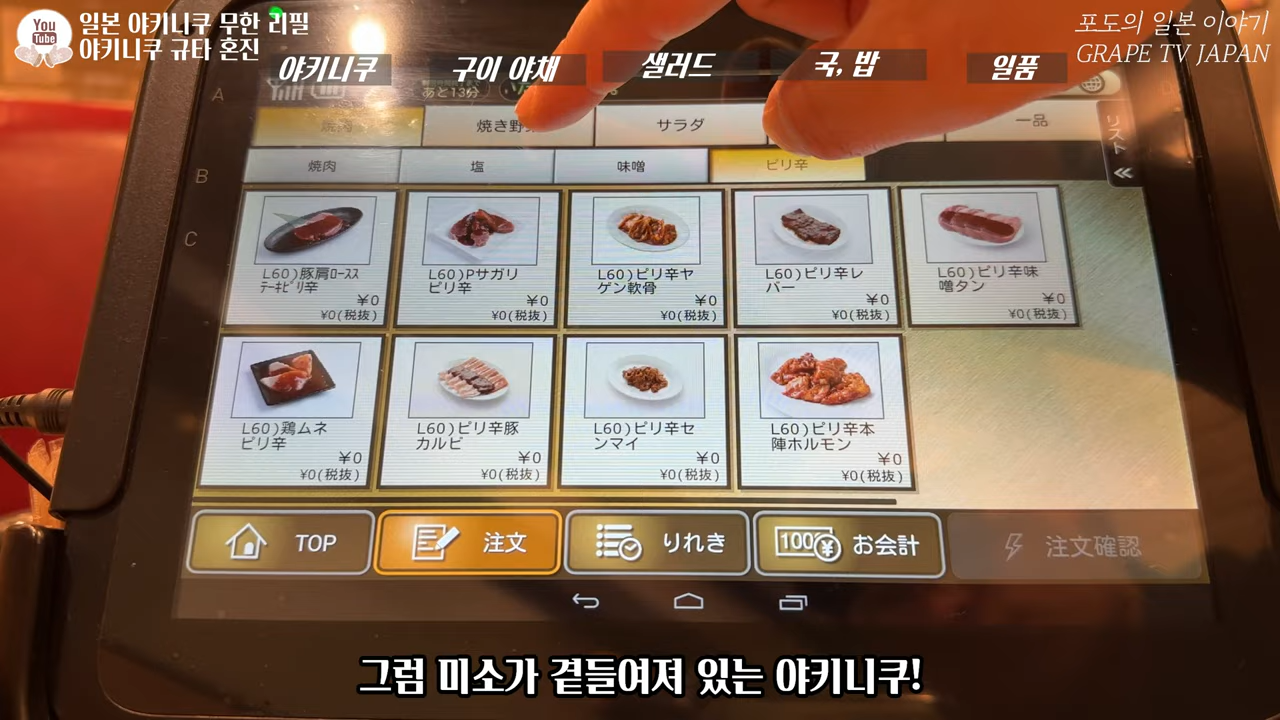 You
Tube
일본 야키니쿠 무한 리필
야키니쿠 규타 혼진
포도의 일본 이야기
GRAPE TV JAPAN
야키니쿠
구이 야채
샐러드
국, 밥
일품
あと13分
焼肉
焼き野
サラダ
一品
リスト
A
B
C
焼肉
塩
味噌
ピリ辛
L60)豚肩ロースス
テーキピリ辛
¥0
¥0(税抜)
L60)Pサガリ
ピリ辛
¥0
¥0(税抜)
L60)ピリ辛ヤ
ゲン軟骨
¥0
¥0(税抜)
L60)ピリ辛レ
バー
¥0
¥0(税抜)
L60)ピリ辛味
噌タン
¥0
¥0(税抜)
L60)鶏ムネ
ピリ辛
¥0
¥0(税抜)
L60)ピリ辛豚
カルビ
¥0
¥0(税抜)
L60)ピリ辛セ
ンマイ
¥0
¥0(税抜)
L60)ピリ辛本
陣ホルモン
¥0
¥0(税抜)
TOP
注文
りれき
100
¥
お会計
注文確認
그럼 미소가 곁들여져 있는 야키니쿠!